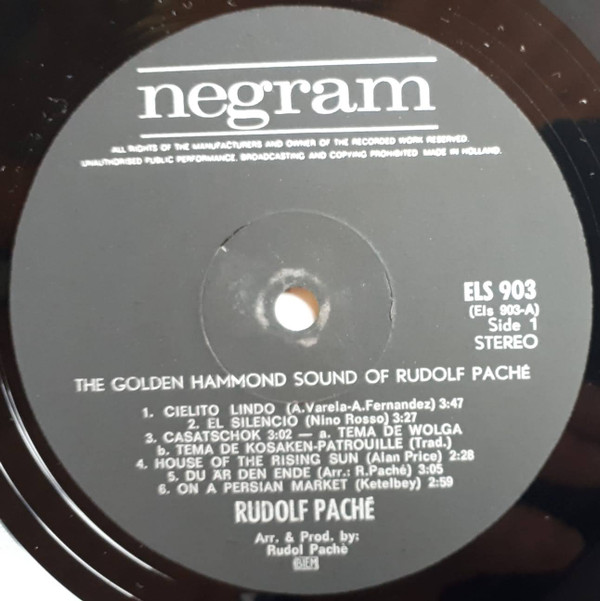 negram
ALL RIGHTS OF THE MANUFACTURERS AND OWNER OF THE RECORDED WORK RESERVED.
UNAUTHORISED PUBLIC PERFORMANCE, BROADCASTING AND COPYING PROHIBITED MADE IN HOLLAND.
ELS 903
(Els 903-A)
Side 1
STEREO
THE GOLDEN HAMMOND SOUND OF RUDOLF PACHÉ
1. CIELITO LINDO (A.Varela-A.Fernandez) 3:47
2. EL SILENCIO (Nino Rosso) 3:27
3. CASATSCHOK 3:02 — a. TEMA DE WOLGA
b. TEMA DE KOSAKEN-PATROUILLE (Trad.)
4. HOUSE OF THE RISING SUN (Alan Price) 2:28
5. DU ÄR DEN ENDE (Arr.: R.Paché) 3:05
6. ON A PERSIAN MARKET (Ketelbey) 2:59
RUDOLF PACHÉ
Arr. & Prod. by:
Rudol Pachè
BIEM